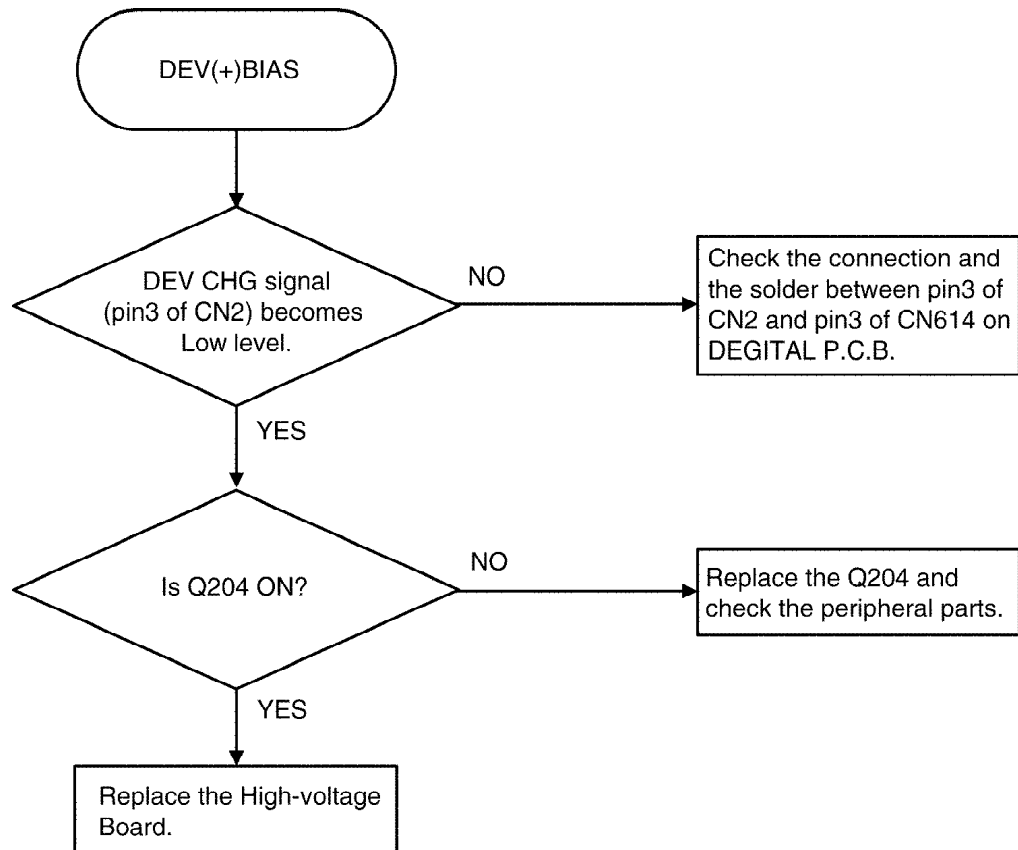 DEV(+)BIAS
DEV CHG signal
(pin3 of CN2) becomes
Low level.
NO
Check the connection and
the solder between pin3 of
CN2 and pin3 of CN614 on
DEGITAL P.C.B.
YES
Is Q204 ON?
NO
Replace the Q204 and
check the peripheral parts.
YES
Replace the High-voltage
Board.